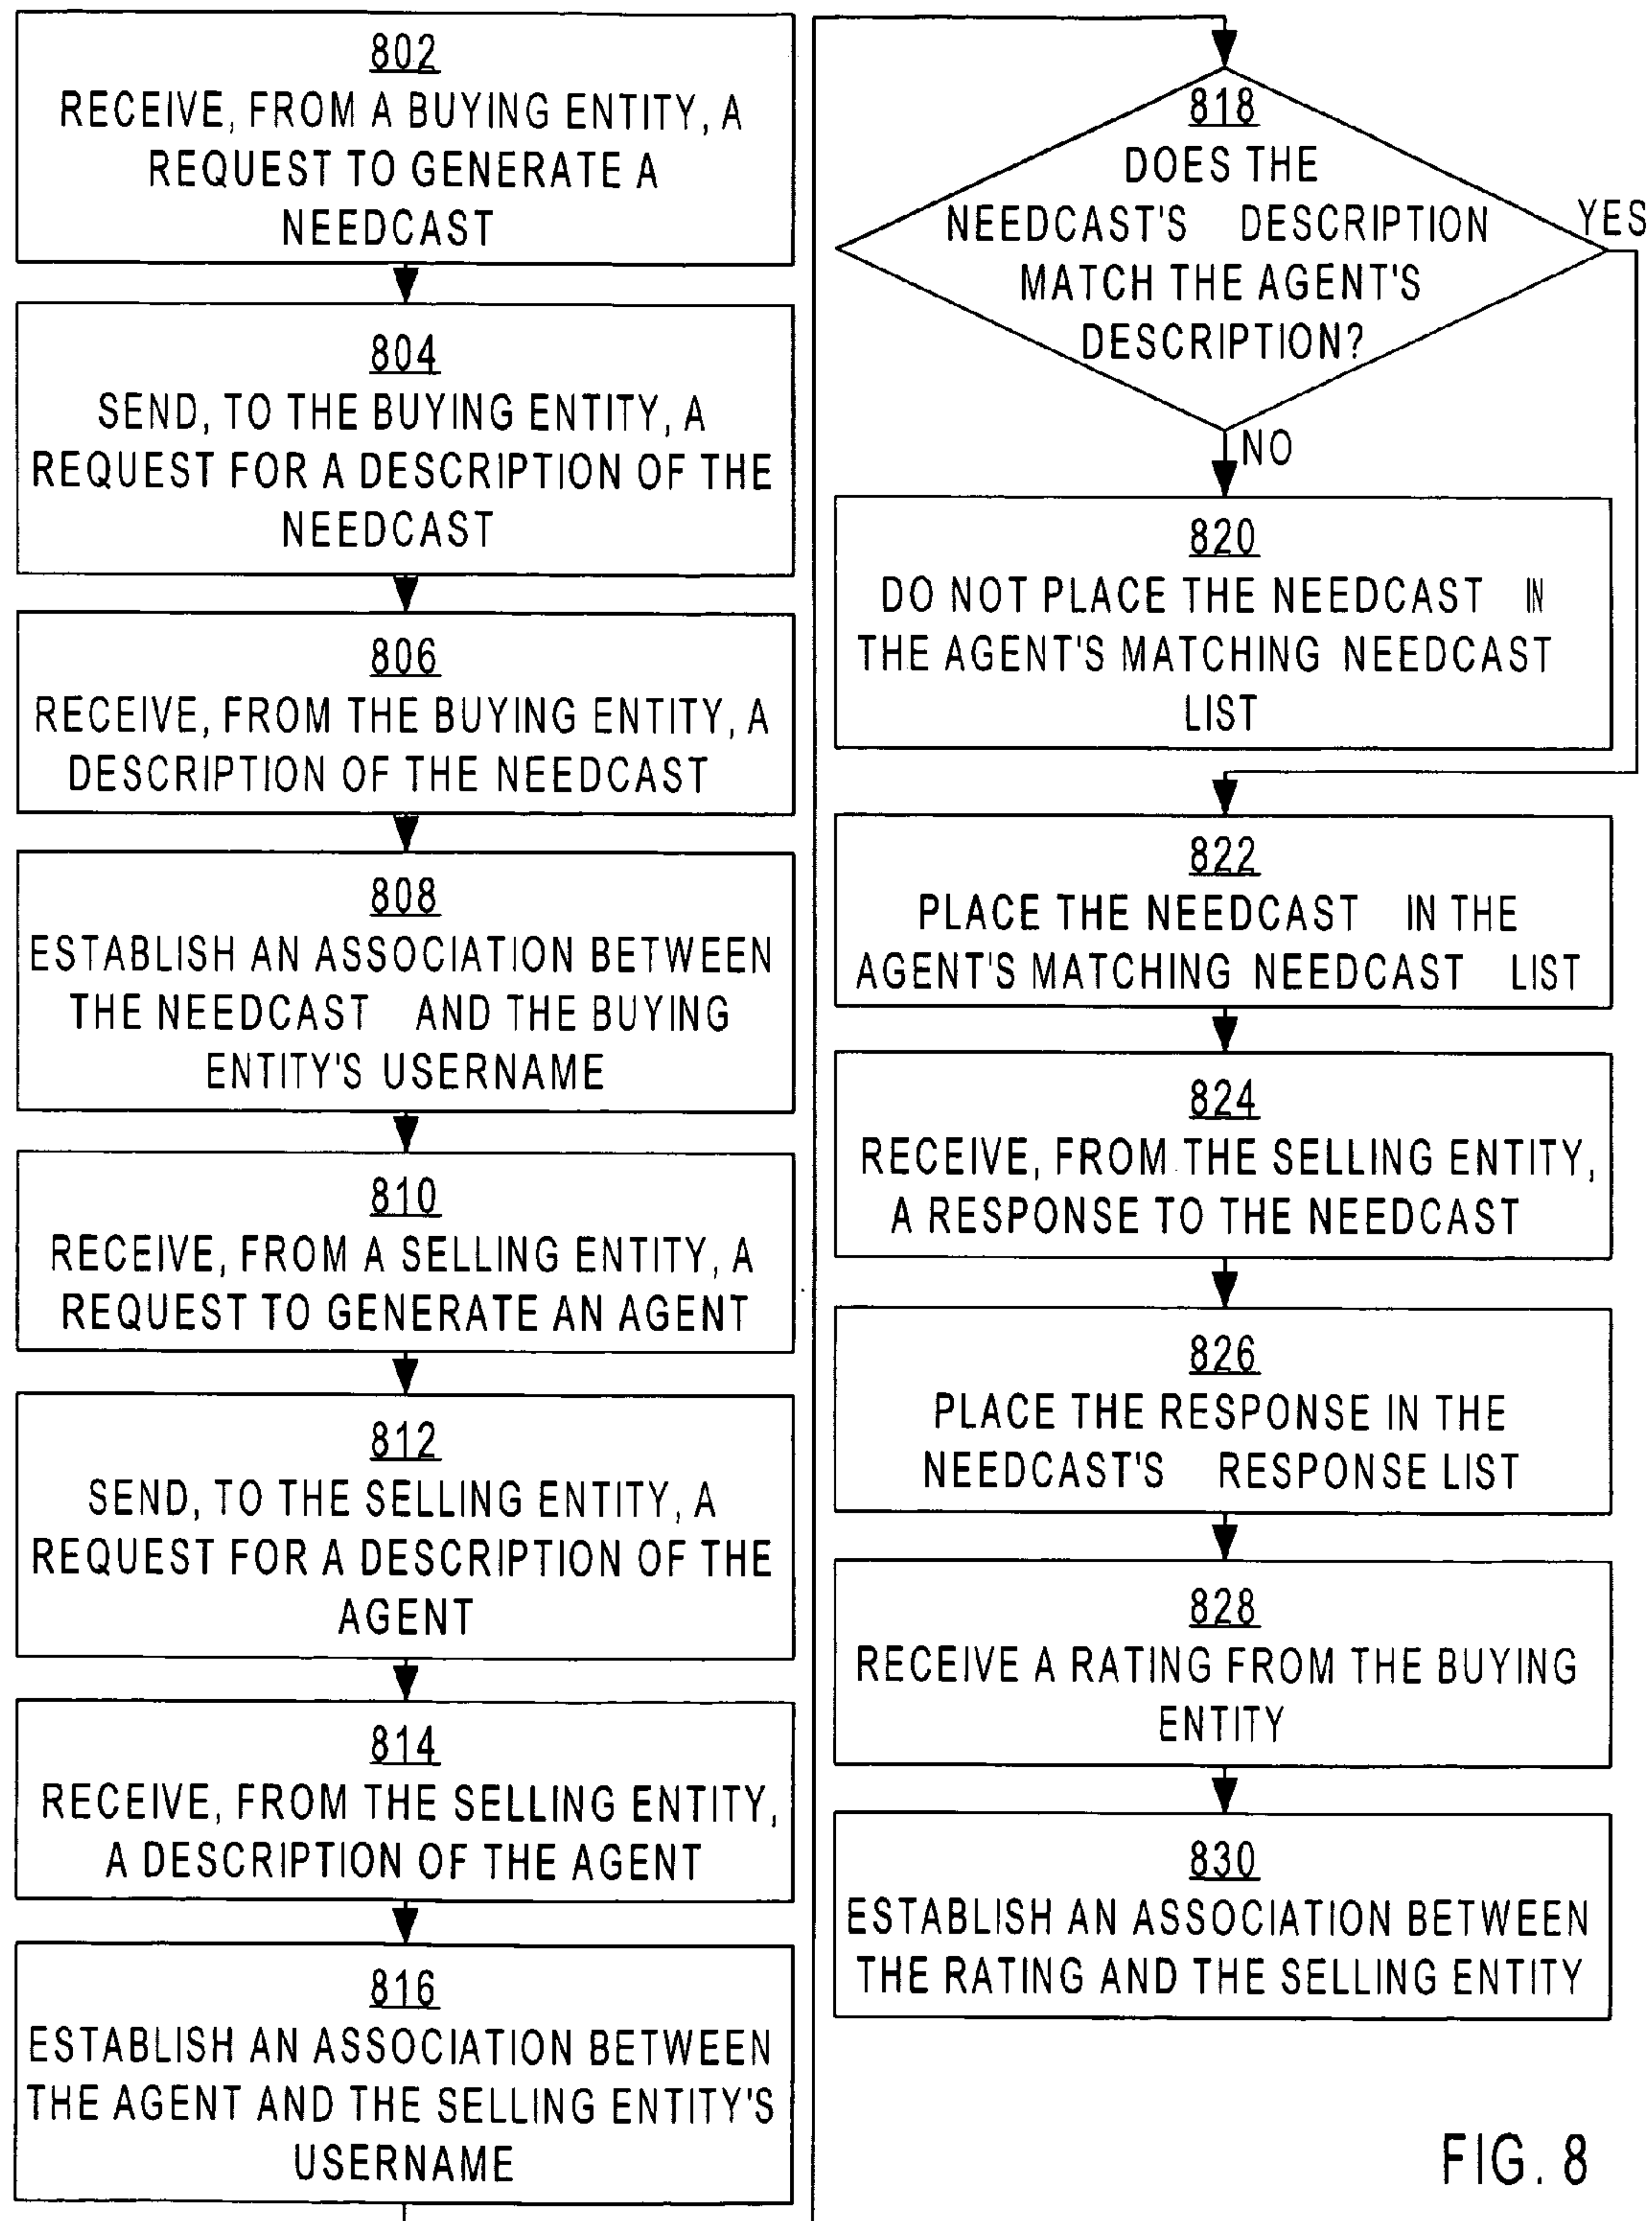 802
RECEIVE, FROM A BUYING ENTITY, A
REQUEST TO GENERATE A
NEEDCAST
804
SEND, TO THE BUYING ENTITY, A
REQUEST FOR A DESCRIPTION OF THE
NEEDCAST
806
RECEIVE, FROM THE BUYING ENTITY, A
DESCRIPTION OF THE NEEDCAST
808
ESTABLISH AN ASSOCIATION BETWEEN
THE NEEDCAST AND THE BUYING
ENTITY'S USERNAME
810
RECEIVE, FROM A SELLING ENTITY, A
REQUEST TO GENERATE AN AGENT
812
SEND, TO THE SELLING ENTITY, A
REQUEST FOR A DESCRIPTION OF THE
AGENT
814
RECEIVE, FROM THE SELLING ENTITY,
A DESCRIPTION OF THE AGENT
816
ESTABLISH AN ASSOCIATION BETWEEN
THE AGENT AND THE SELLING ENTITY'S
USERNAME
818
DOES THE
NEEDCAST'S DESCRIPTION
MATCH THE AGENT'S
DESCRIPTION?
YES
NO
820
DO NOT PLACE THE NEEDCAST IN
THE AGENT'S MATCHING NEEDCAST
LIST
822
PLACE THE NEEDCAST IN THE
AGENT'S MATCHING NEEDCAST LIST
824
RECEIVE, FROM THE SELLING ENTITY,
A RESPONSE TO THE NEEDCAST
826
PLACE THE RESPONSE IN THE
NEEDCAST'S RESPONSE LIST
828
RECEIVE A RATING FROM THE BUYING
ENTITY
830
ESTABLISH AN ASSOCIATION BETWEEN
THE RATING AND THE SELLING ENTITY
FIG. 8